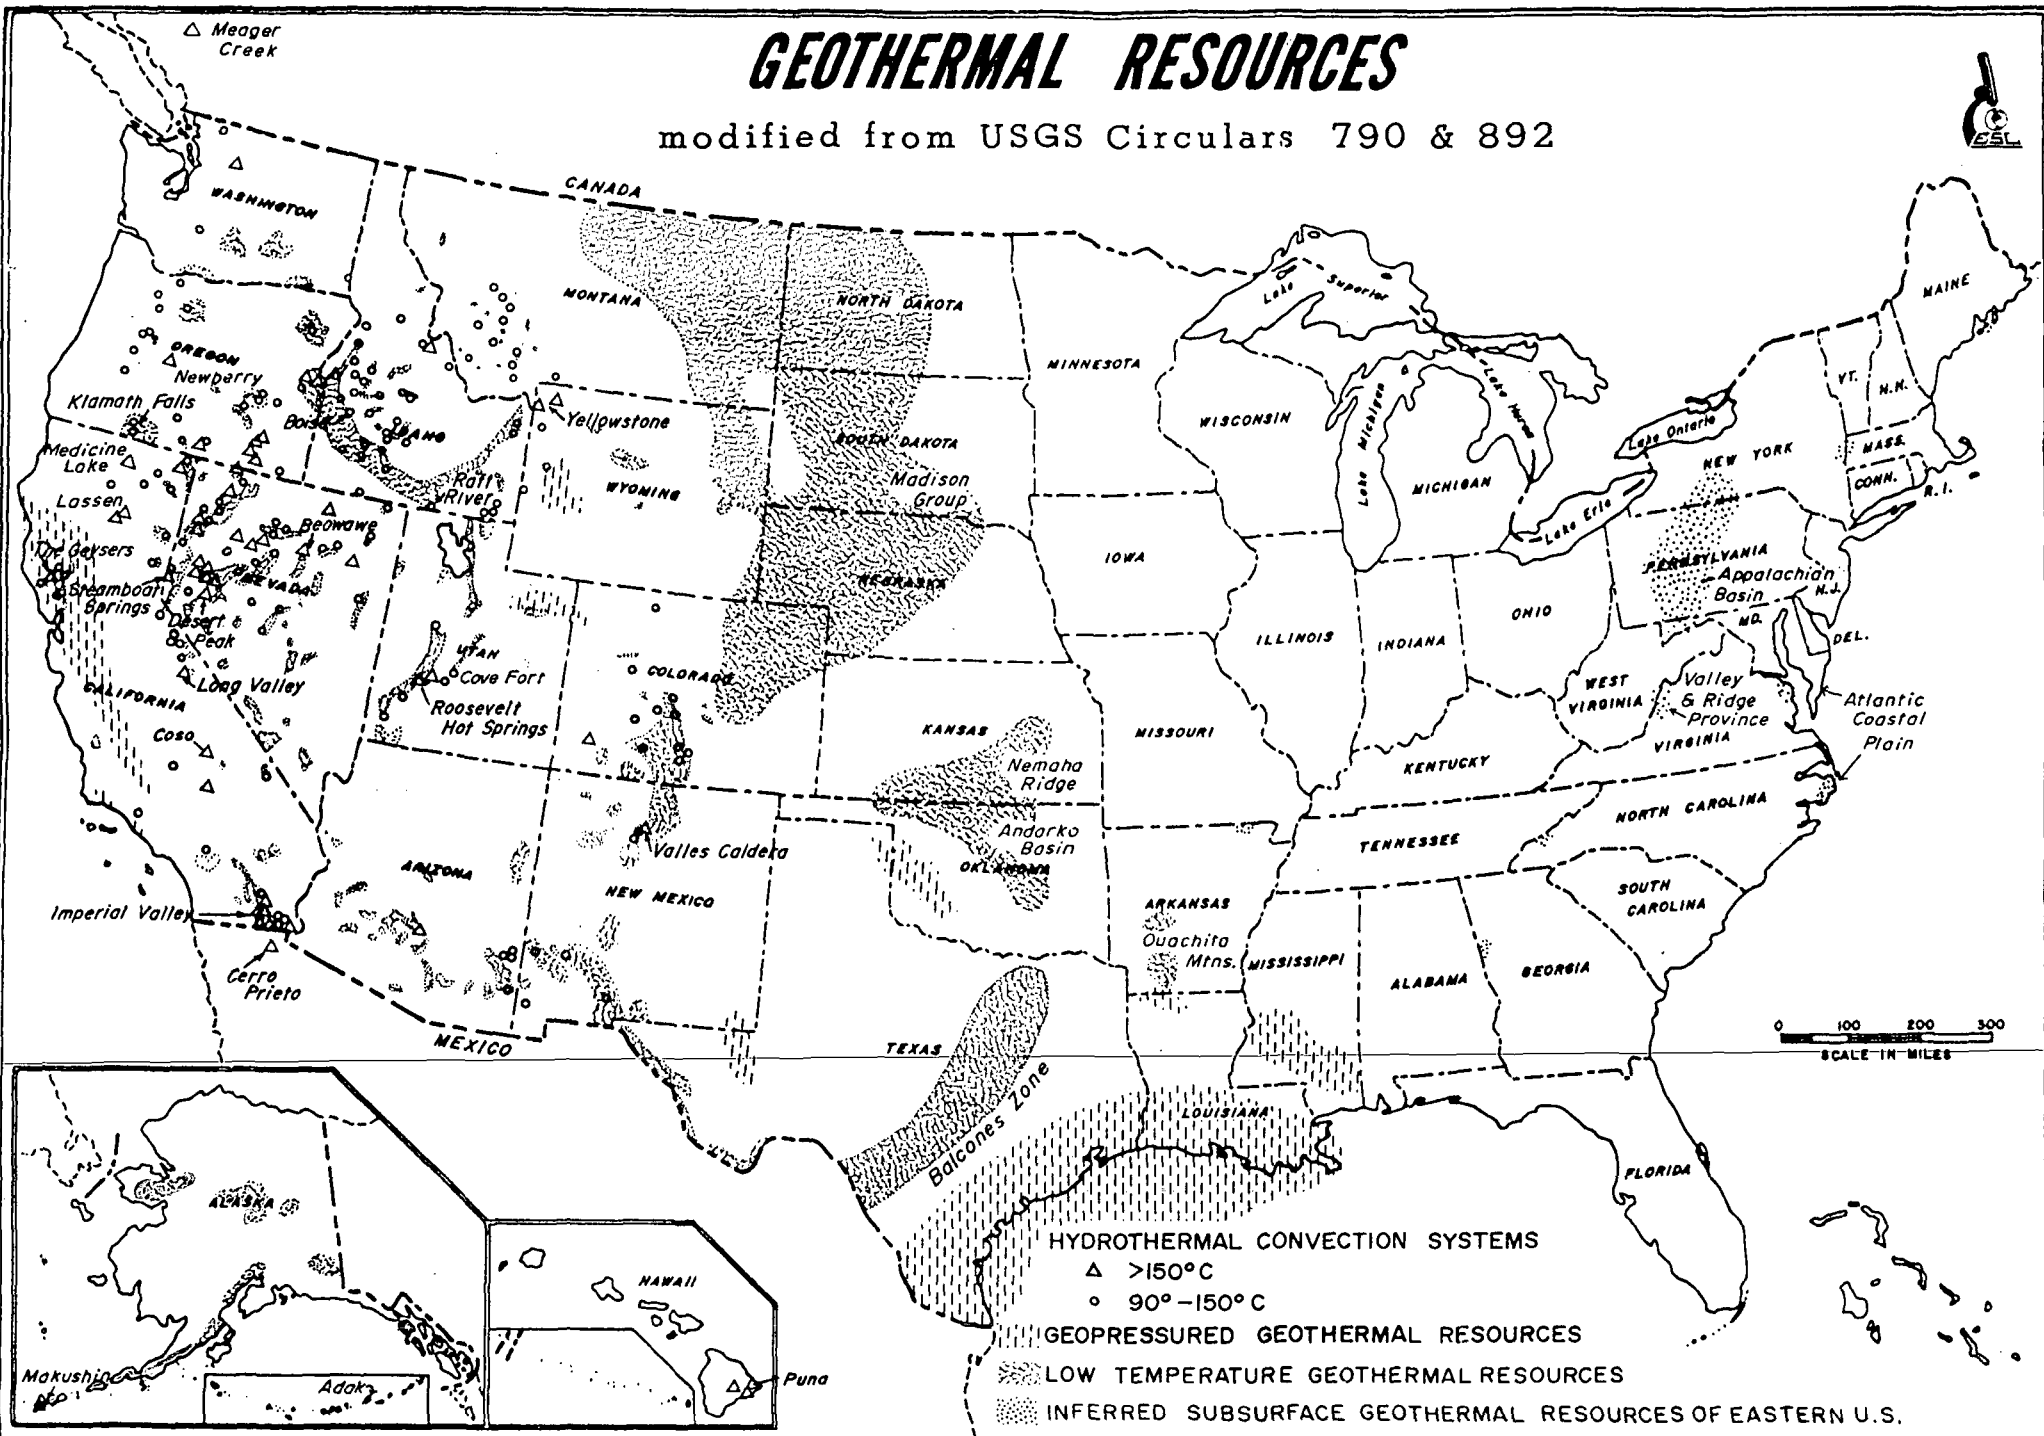 GEOTHERMAL RESOURCES
modified from USGS Circulars 790 & 892
ESL
Meager
Creek
CANADA
WASHINGTON
MONTANA
NORTH DAKOTA
MINNESOTA
Lake Superior
MAINE
OREGON
Newberry
Klamath Falls
Boise
IDAHO
Yellowstone
SOUTH DAKOTA
WISCONSIN
Lake Michigan
Lake Huron
Lake Ontario
VT.
N.H.
MASS.
NEW YORK
CONN.
R.I.
Medicine
Lake
Lassen
Raft
River
WYOMING
Madison
Group
MICHIGAN
Lake Erie
Beowawe
The Geysers
NEVADA
Steamboat
Springs
Desert
Peak
NEBRASKA
IOWA
PENNSYLVANIA
Appalachian
Basin
N.J.
MD.
DEL.
OHIO
ILLINOIS
INDIANA
UTAH
Cove Fort
COLORADO
Long Valley
CALIFORNIA
Roosevelt
Hot Springs
Coso
KANSAS
Nemaha
Ridge
MISSOURI
KENTUCKY
WEST
VIRGINIA
Valley
& Ridge
Province
VIRGINIA
Atlantic
Coastal
Plain
NORTH CAROLINA
TENNESSEE
Valles Caldera
Andarko
Basin
OKLAHOMA
ARIZONA
NEW MEXICO
ARKANSAS
Ouachita
Mtns.
MISSISSIPPI
ALABAMA
GEORGIA
SOUTH
CAROLINA
Imperial Valley
Cerro
Prieto
MEXICO
TEXAS
Balcones Zone
LOUISIANA
FLORIDA
0 100 200 300
SCALE IN MILES
ALASKA
Makushin
Adak
HAWAII
Puna
HYDROTHERMAL CONVECTION SYSTEMS
>150°C
90°-150°C
GEOPRESSURED GEOTHERMAL RESOURCES
LOW TEMPERATURE GEOTHERMAL RESOURCES
INFERRED SUBSURFACE GEOTHERMAL RESOURCES OF EASTERN U.S.